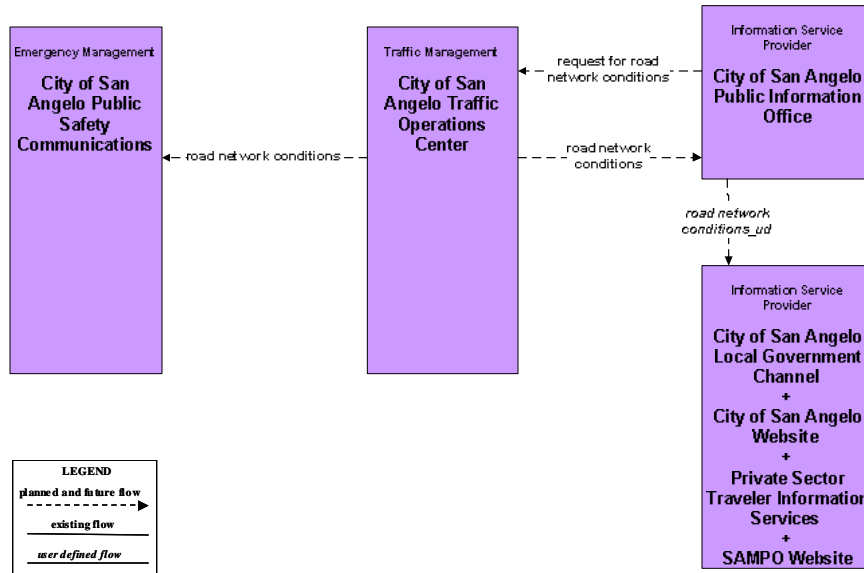 Emergency Management
City of San
Angelo Public
Safety
Communications
road network conditions
Traffic Management
City of San
Angelo Traffic
Operations
Center
request for road
network conditions
road network
conditions
Information Service
Provider
City of San Angelo
Public Information
Office
road network
conditions_ud
Information Service
Provider
City of San Angelo
Local Government
Channel
+
City of San Angelo
Website
+
Private Sector
Traveler Information
Services
+
SAMPO Website
LEGEND
planned and future flow
existing flow
user defined flow